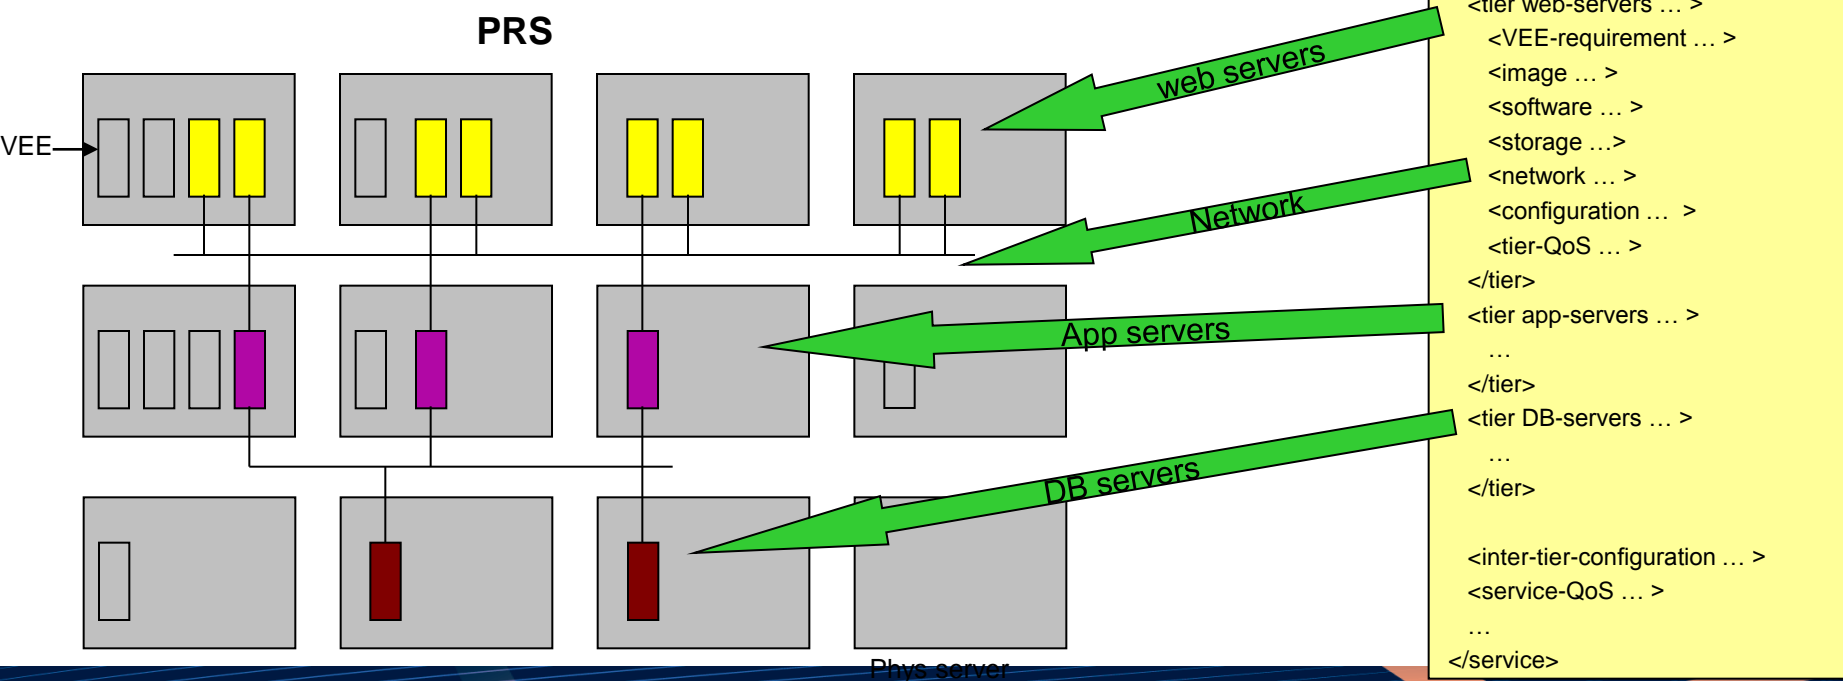 PRS
VEE
web servers
Network
App servers
DB servers
Phys server
<tier web-servers … >
<VEE-requirement … >
<image … >
<software … >
<storage …>
<network … >
<configuration …  >
<tier-QoS … >
</tier>
<tier app-servers … >
…
</tier>
<tier DB-servers … >
…
</tier>
<inter-tier-configuration … >
<service-QoS … >
…
</service>